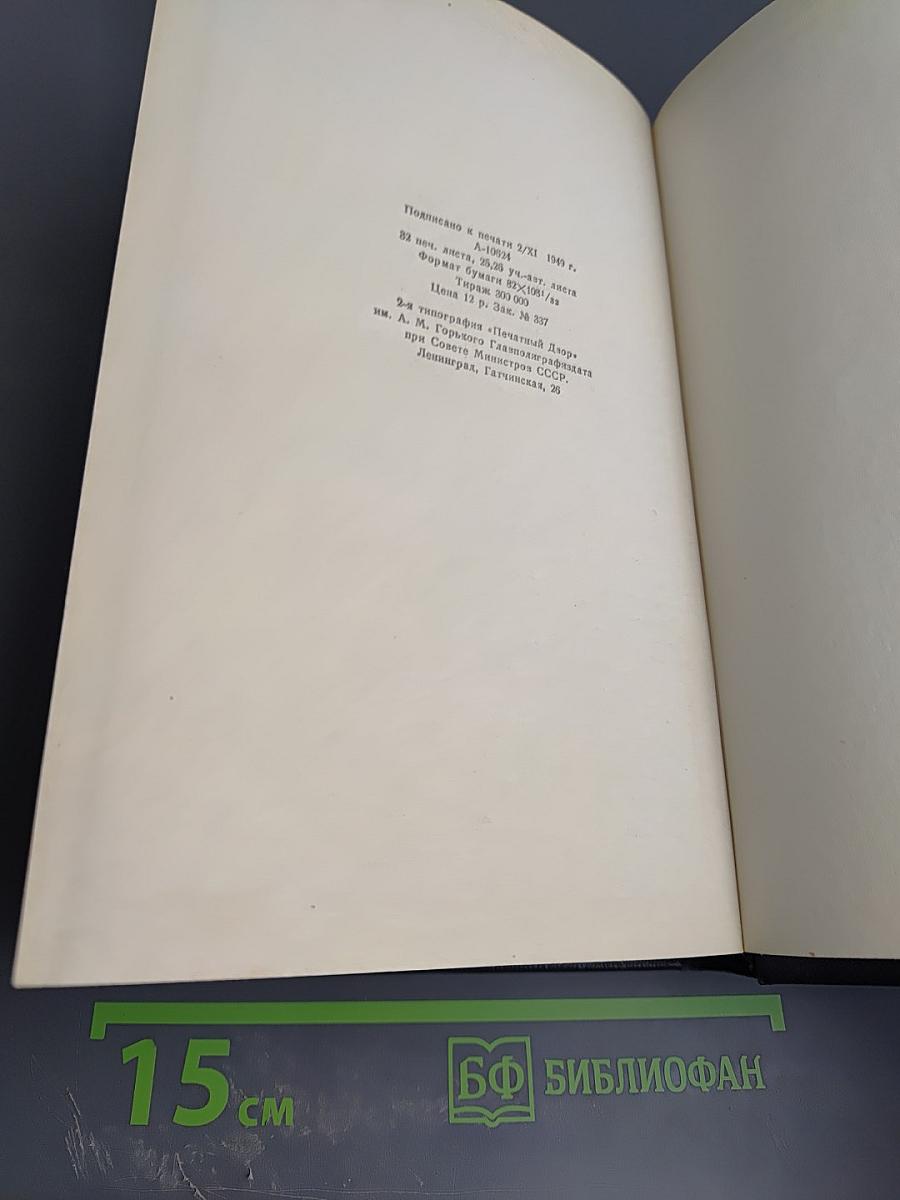 Подписано к печати 2/XI 1949 г.
А-10624
32 печ. листа, 25,26 уч.-авт. листа
Формат бумаги 82×108¹/₃₂
Тираж 300 000
Цена 12 р. Зак. № 337
2-я типография «Печатный Двор»
им. А. М. Горького Главполиграфиздата
при Совете Министров СССР.
Ленинград, Гатчинская, 26
15 см
БФ БИБЛИОФАН